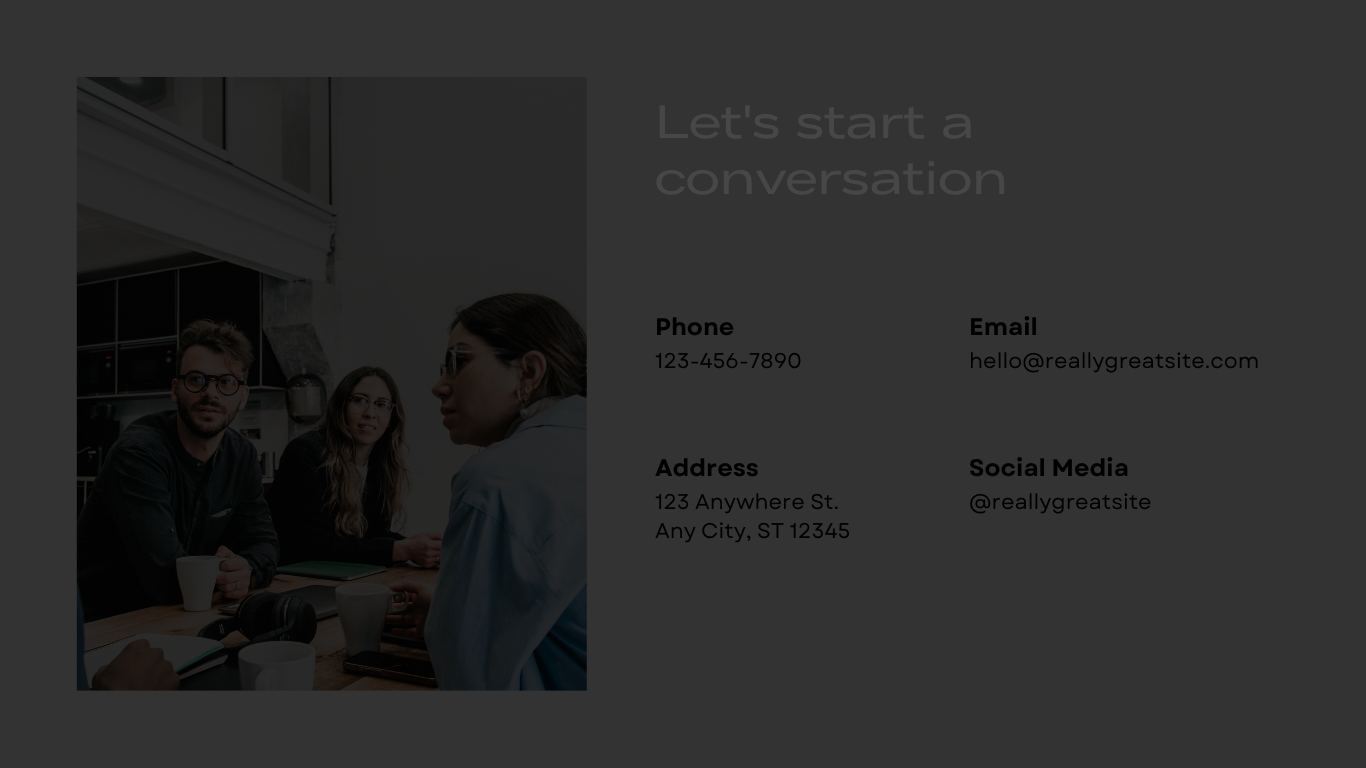 Let's start a
conversation
Phone
123-456-7890
Email
hello@reallygreatsite.com
Address
123 Anywhere St.
Any City, ST 12345
Social Media
@reallygreatsite